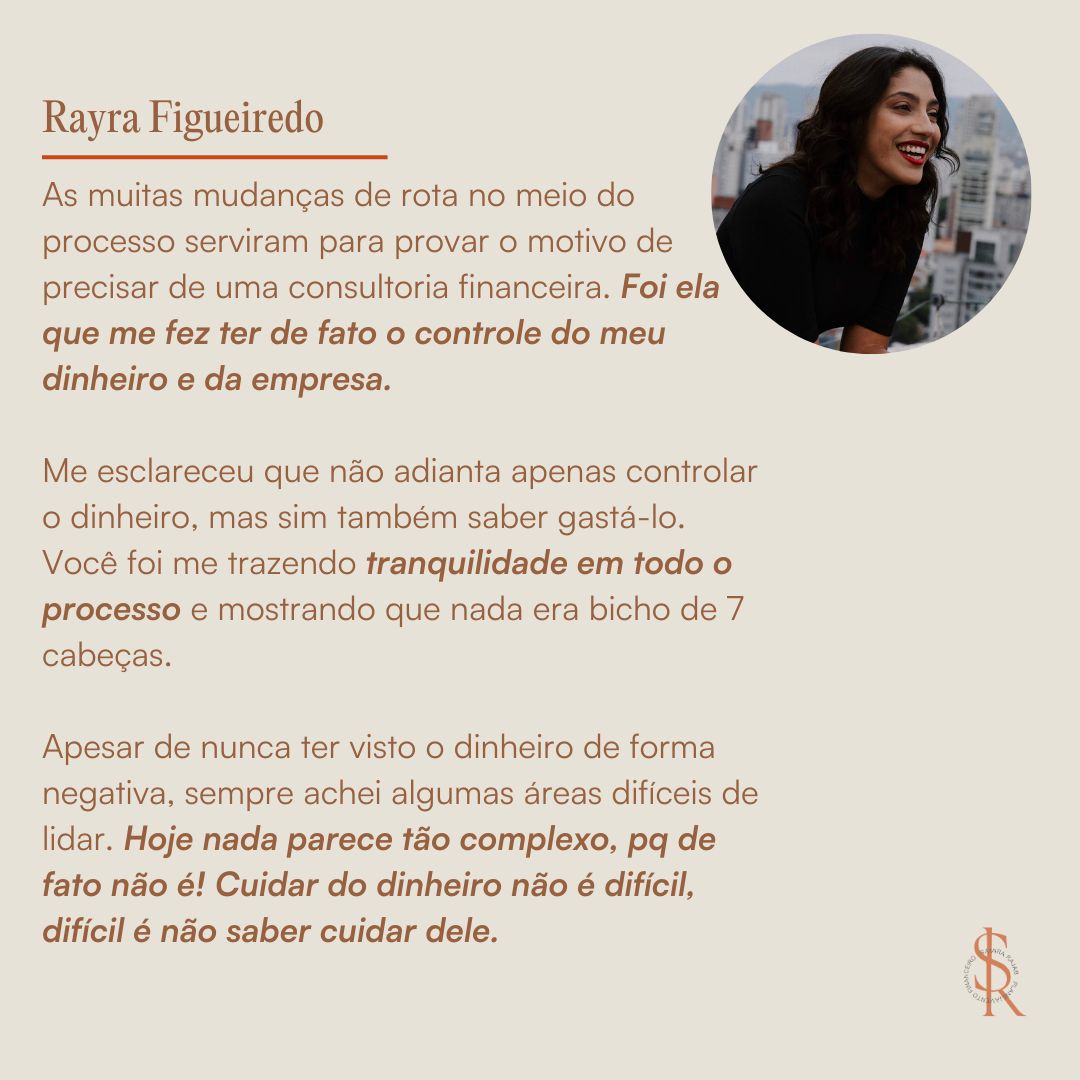 Rayra Figueiredo
As muitas mudanças de rota no meio do
processo serviram para provar o motivo de
precisar de uma consultoria financeira. Foi ela
que me fez ter de fato o controle do meu
dinheiro e da empresa.
Me esclareceu que não adianta apenas controlar
o dinheiro, mas sim também saber gastá-lo.
Você foi me trazendo tranquilidade em todo o
processo e mostrando que nada era bicho de 7
cabeças.
Apesar de nunca ter visto o dinheiro de forma
negativa, sempre achei algumas áreas difíceis de
lidar. Hoje nada parece tão complexo, pq de
fato não é! Cuidar do dinheiro não é difícil,
difícil é não saber cuidar dele.
SR
FINANCEIRO